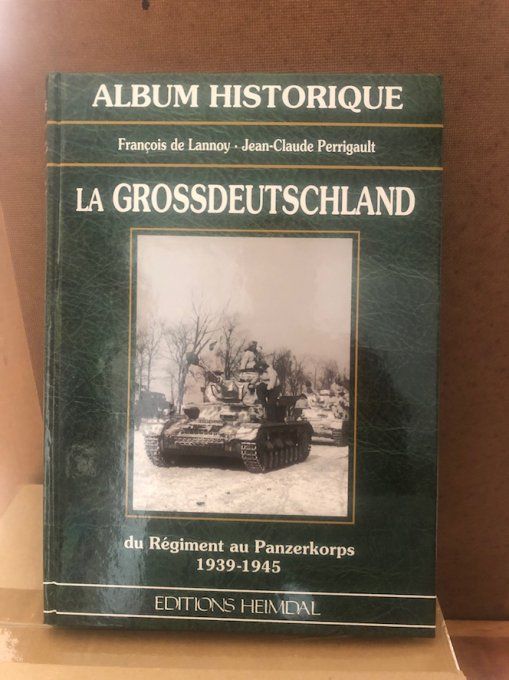 ALBUM HISTORIQUE
François de Lannoy · Jean-Claude Perrigault
LA GROSSDEUTSCHLAND
du Régiment au Panzerkorps
1939-1945
EDITIONS HEIMDAL